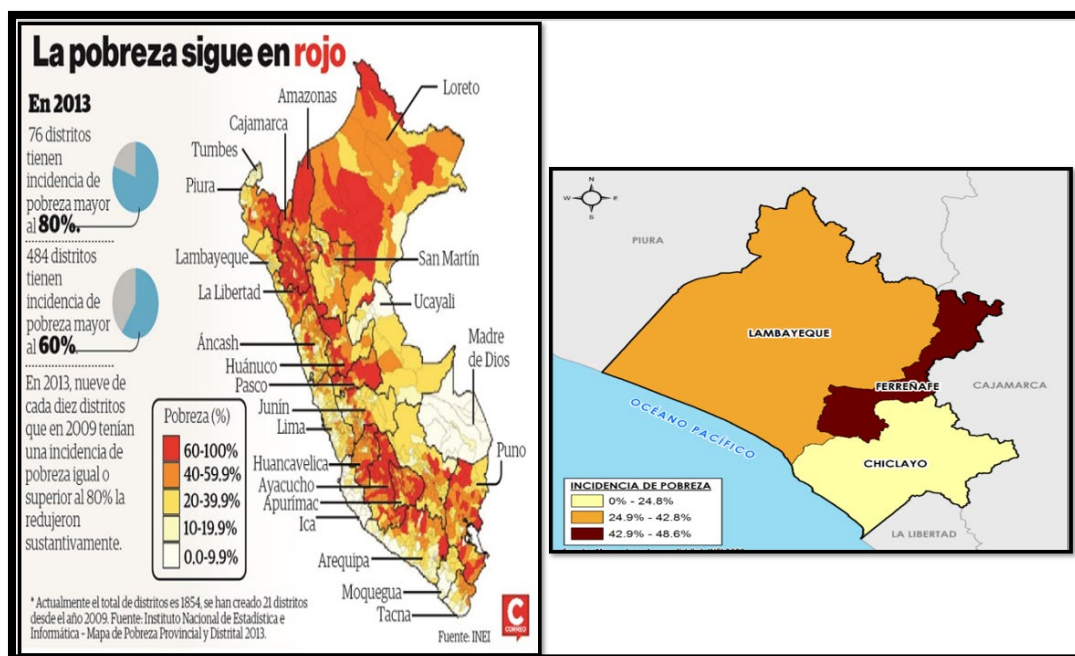 La pobreza sigue en rojo
En 2013
76 distritos
tienen
incidencia de
pobreza mayor
al 80%.
484 distritos
tienen
incidencia de
pobreza mayor
al 60%.
En 2013, nueve de
cada diez distritos
que en 2009 tenían
una incidencia de
pobreza igual o
superior al 80% la
redujeron
sustantivamente.
Loreto
Amazonas
Cajamarca
Tumbes
Piura
Lambayeque
San Martín
La Libertad
Ucayali
Áncash
Madre
de Dios
Huánuco
Pasco
Junín
Lima
Puno
Huancavelica
Ayacucho
Apurímac
Ica
Arequipa
Moquegua
Tacna
Pobreza (%)
60-100%
40-59.9%
20-39.9%
10-19.9%
0.0-9.9%
* Actualmente el total de distritos es 1854, se han creado 21 distritos
desde el año 2009. Fuente: Instituto Nacional de Estadística e
Informática - Mapa de Pobreza Provincial y Distrital 2013.
C
CORREO
Fuente: INEI
N
W
E
S
PIURA
LAMBAYEQUE
FERREÑAFE
CAJAMARCA
OCÉANO PACÍFICO
CHICLAYO
LA LIBERTAD
INCIDENCIA DE POBREZA
0% - 24.8%
24.9% - 42.8%
42.9% - 48.6%